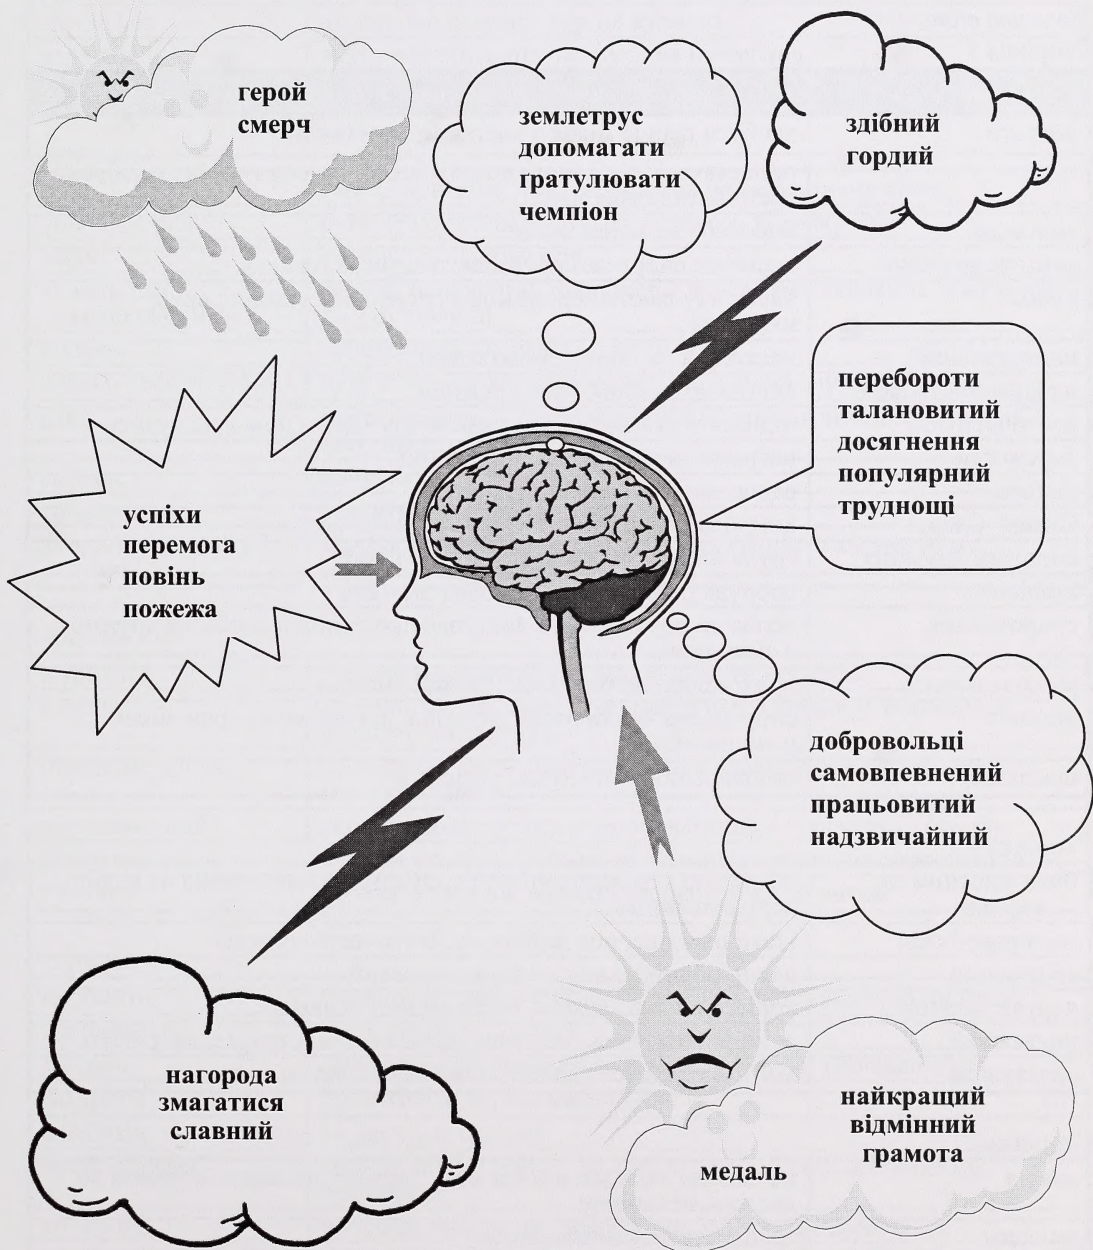 герой
смерч
землетрус
допомагати
ґратулювати
чемпіон
здібний
гордий
перебороти
талановитий
досягнення
популярний
труднощі
успіхи
перемога
повінь
пожежа
добровольці
самовпевнений
працьовитий
надзвичайний
нагорода
змагатися
славний
найкращий
відмінний
грамота
медаль